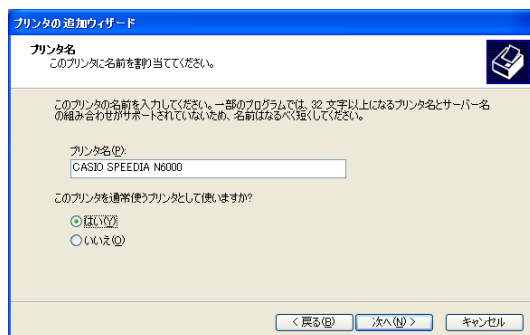 プリンタの追加ウィザード
プリンタ名
このプリンタに名前を割り当ててください。
このプリンタの名前を入力してください。一部のプログラムでは、32 文字以上になるプリンタ名とサーバー名
の組み合わせがサポートされていないため、名前はなるべく短くしてください。
プリンタ名(P):
CASIO SPEEDIA N6000
このプリンタを通常使うプリンタとして使いますか?
はい(Y)
いいえ(O)
< 戻る(B)
次へ(N) >
キャンセル